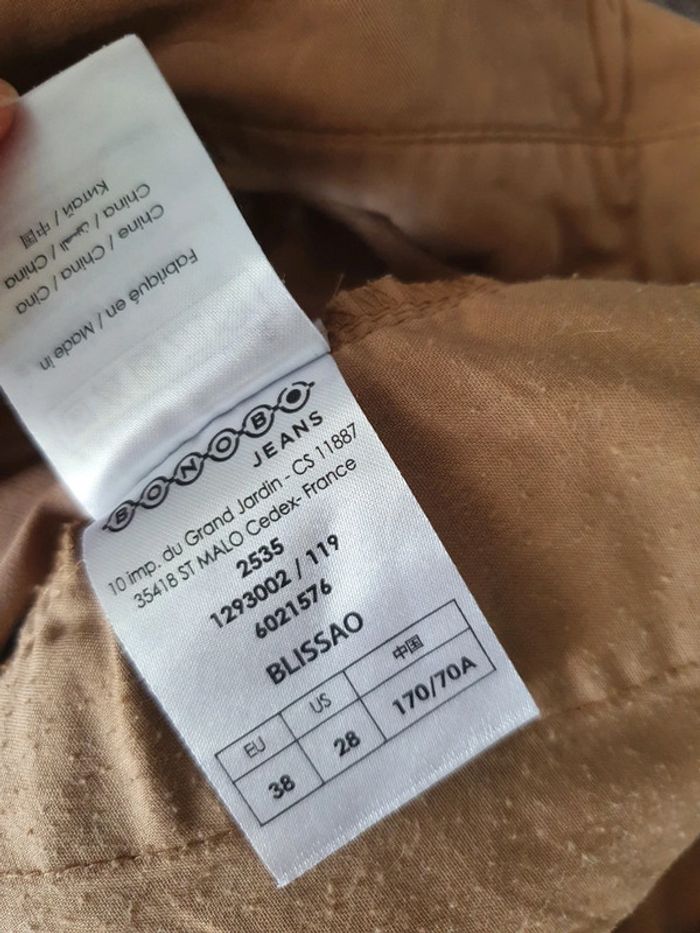 Fabriqué en / Made in
Chine / China / Cina
China / الصين / China
Китай / 中国
BONOBO
JEANS
10 imp. du Grand Jardin - CS 11887
35418 ST MALO Cedex- France
2535
1293002 / 119
6021576
BLISSAO
EU US 中国
38 28 170/70A